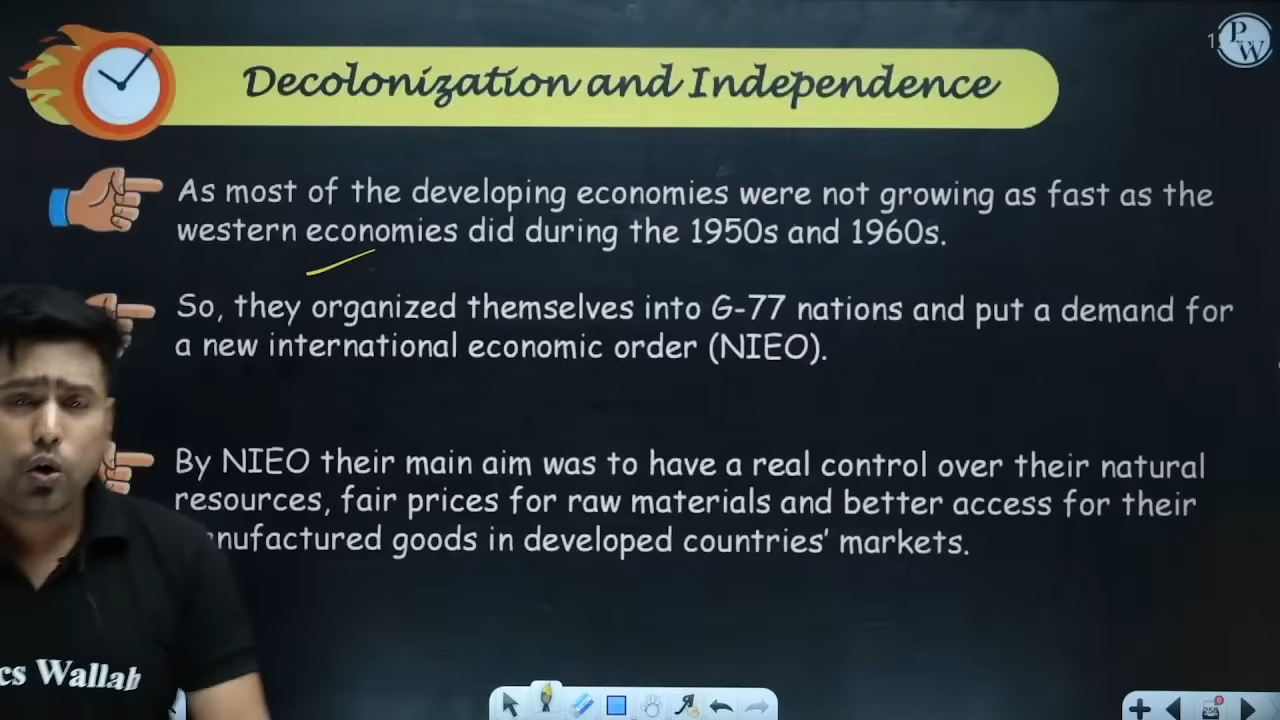 Decolonization and Independence
P
W
As most of the developing economies were not growing as fast as the
western economies did during the 1950s and 1960s.
So, they organized themselves into G-77 nations and put a demand for
a new international economic order (NIEO).
By NIEO their main aim was to have a real control over their natural
resources, fair prices for raw materials and better access for their
goods in developed countries’ markets.
Wallah
258